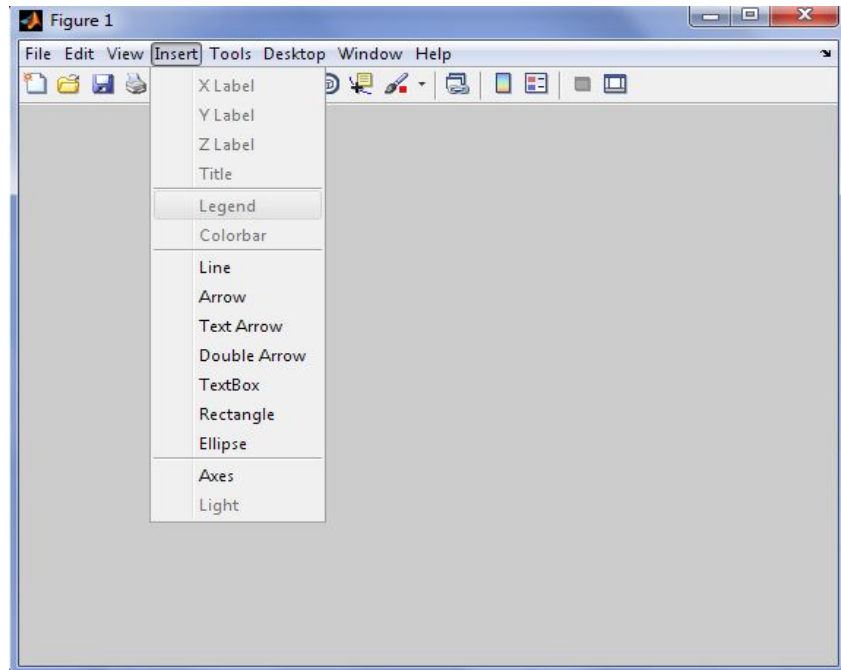 Figure 1
File Edit View Insert Tools Desktop Window Help
X Label
Y Label
Z Label
Title
Legend
Colorbar
Line
Arrow
Text Arrow
Double Arrow
TextBox
Rectangle
Ellipse
Axes
Light